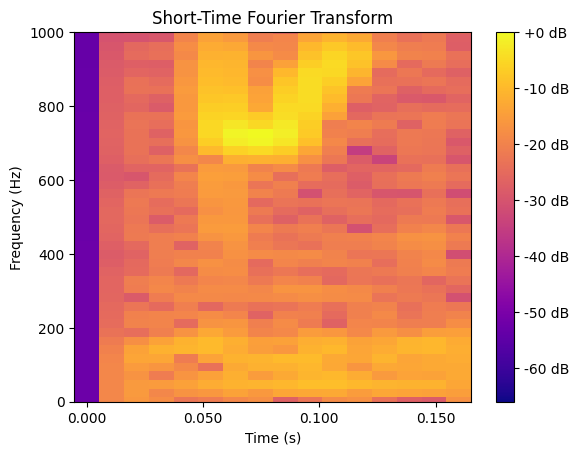 Short-Time Fourier Transform
1000
800
600
400
200
0
Frequency (Hz)
0.000
0.050
0.100
0.150
Time (s)
+0 dB
-10 dB
-20 dB
-30 dB
-40 dB
-50 dB
-60 dB